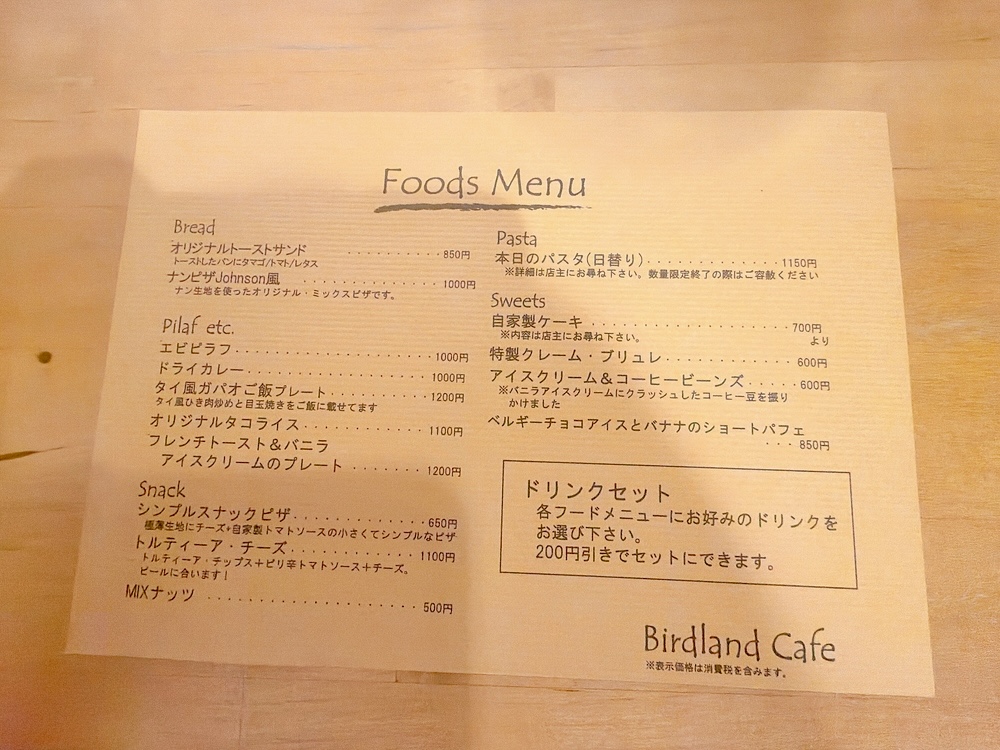 Foods Menu
Bread
オリジナルトーストサンド ・・・・・・・・・・850円
トーストしたパンにタマゴ/トマト/レタス
ナンピザJohnson風 ・・・・・・・・・・・・・1000円
ナン生地を使ったオリジナル・ミックスピザです。
Pilaf etc.
エビピラフ・・・・・・・・・・・・・・・・・・1000円
ドライカレー・・・・・・・・・・・・・・・・・1000円
タイ風ガパオご飯プレート・・・・・・・・・・・1200円
タイ風ひき肉炒めと目玉焼きをご飯に載せてます
オリジナルタコライス・・・・・・・・・・・・・1100円
フレンチトースト＆バニラ
アイスクリームのプレート ・・・・・・・1200円
Snack
シンプルスナックピザ・・・・・・・・・・・・・650円
極薄生地にチーズ+自家製トマトソースの小さくてシンプルなピザ
トルティーア・チーズ・・・・・・・・・・・・・1100円
トルティーア・チップス＋ピリ辛トマトソース＋チーズ。
ビールに合います！
MIXナッツ ・・・・・・・・・・・・・・・・・・500円
Pasta
本日のパスタ(日替り)・・・・・・・・・・・・・1150円
※詳細は店主にお尋ね下さい。数量限定終了の際はご容赦ください
Sweets
自家製ケーキ ・・・・・・・・・・・・・・・・・700円
より
※内容は店主にお尋ね下さい。
特製クレーム・ブリュレ・・・・・・・・・・・・600円
アイスクリーム＆コーヒービーンズ・・・・・600円
※バニラアイスクリームにクラッシュしたコーヒー豆を振り
かけました
ベルギーチョコアイスとバナナのショートパフェ
・・・850円
ドリンクセット
各フードメニューにお好みのドリンクを
お選び下さい。
200円引きでセットにできます。
Birdland Cafe
※表示価格は消費税を含みます。